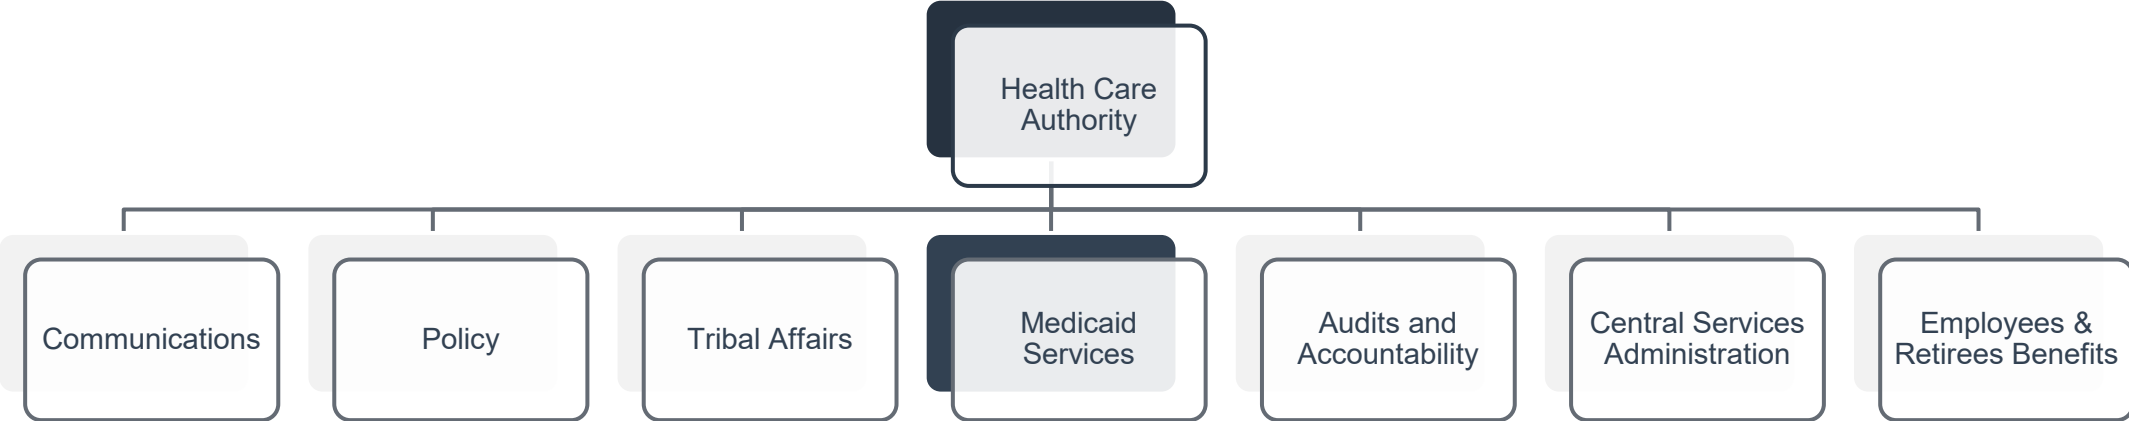 Health Care
Authority
Communications
Policy
Tribal Affairs
Medicaid
Services
Audits and
Accountability
Central Services
Administration
Employees &
Retirees Benefits